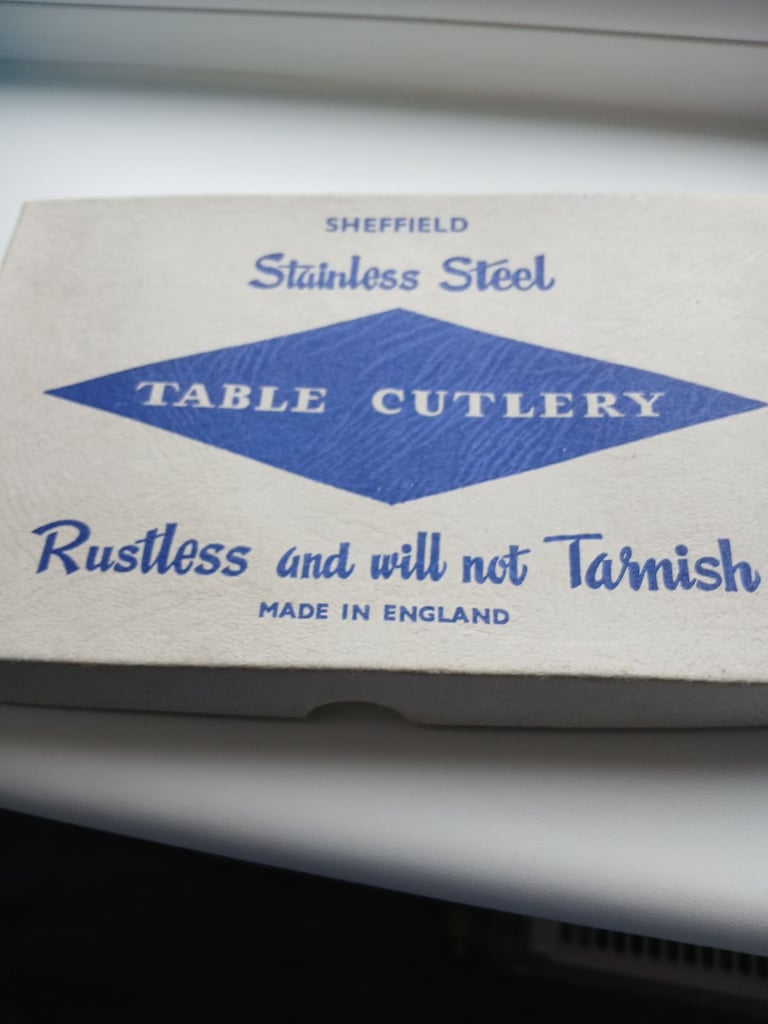 SHEFFIELD
Stainless Steel
TABLE CUTLERY
Rustless and will not Tarnish
MADE IN ENGLAND